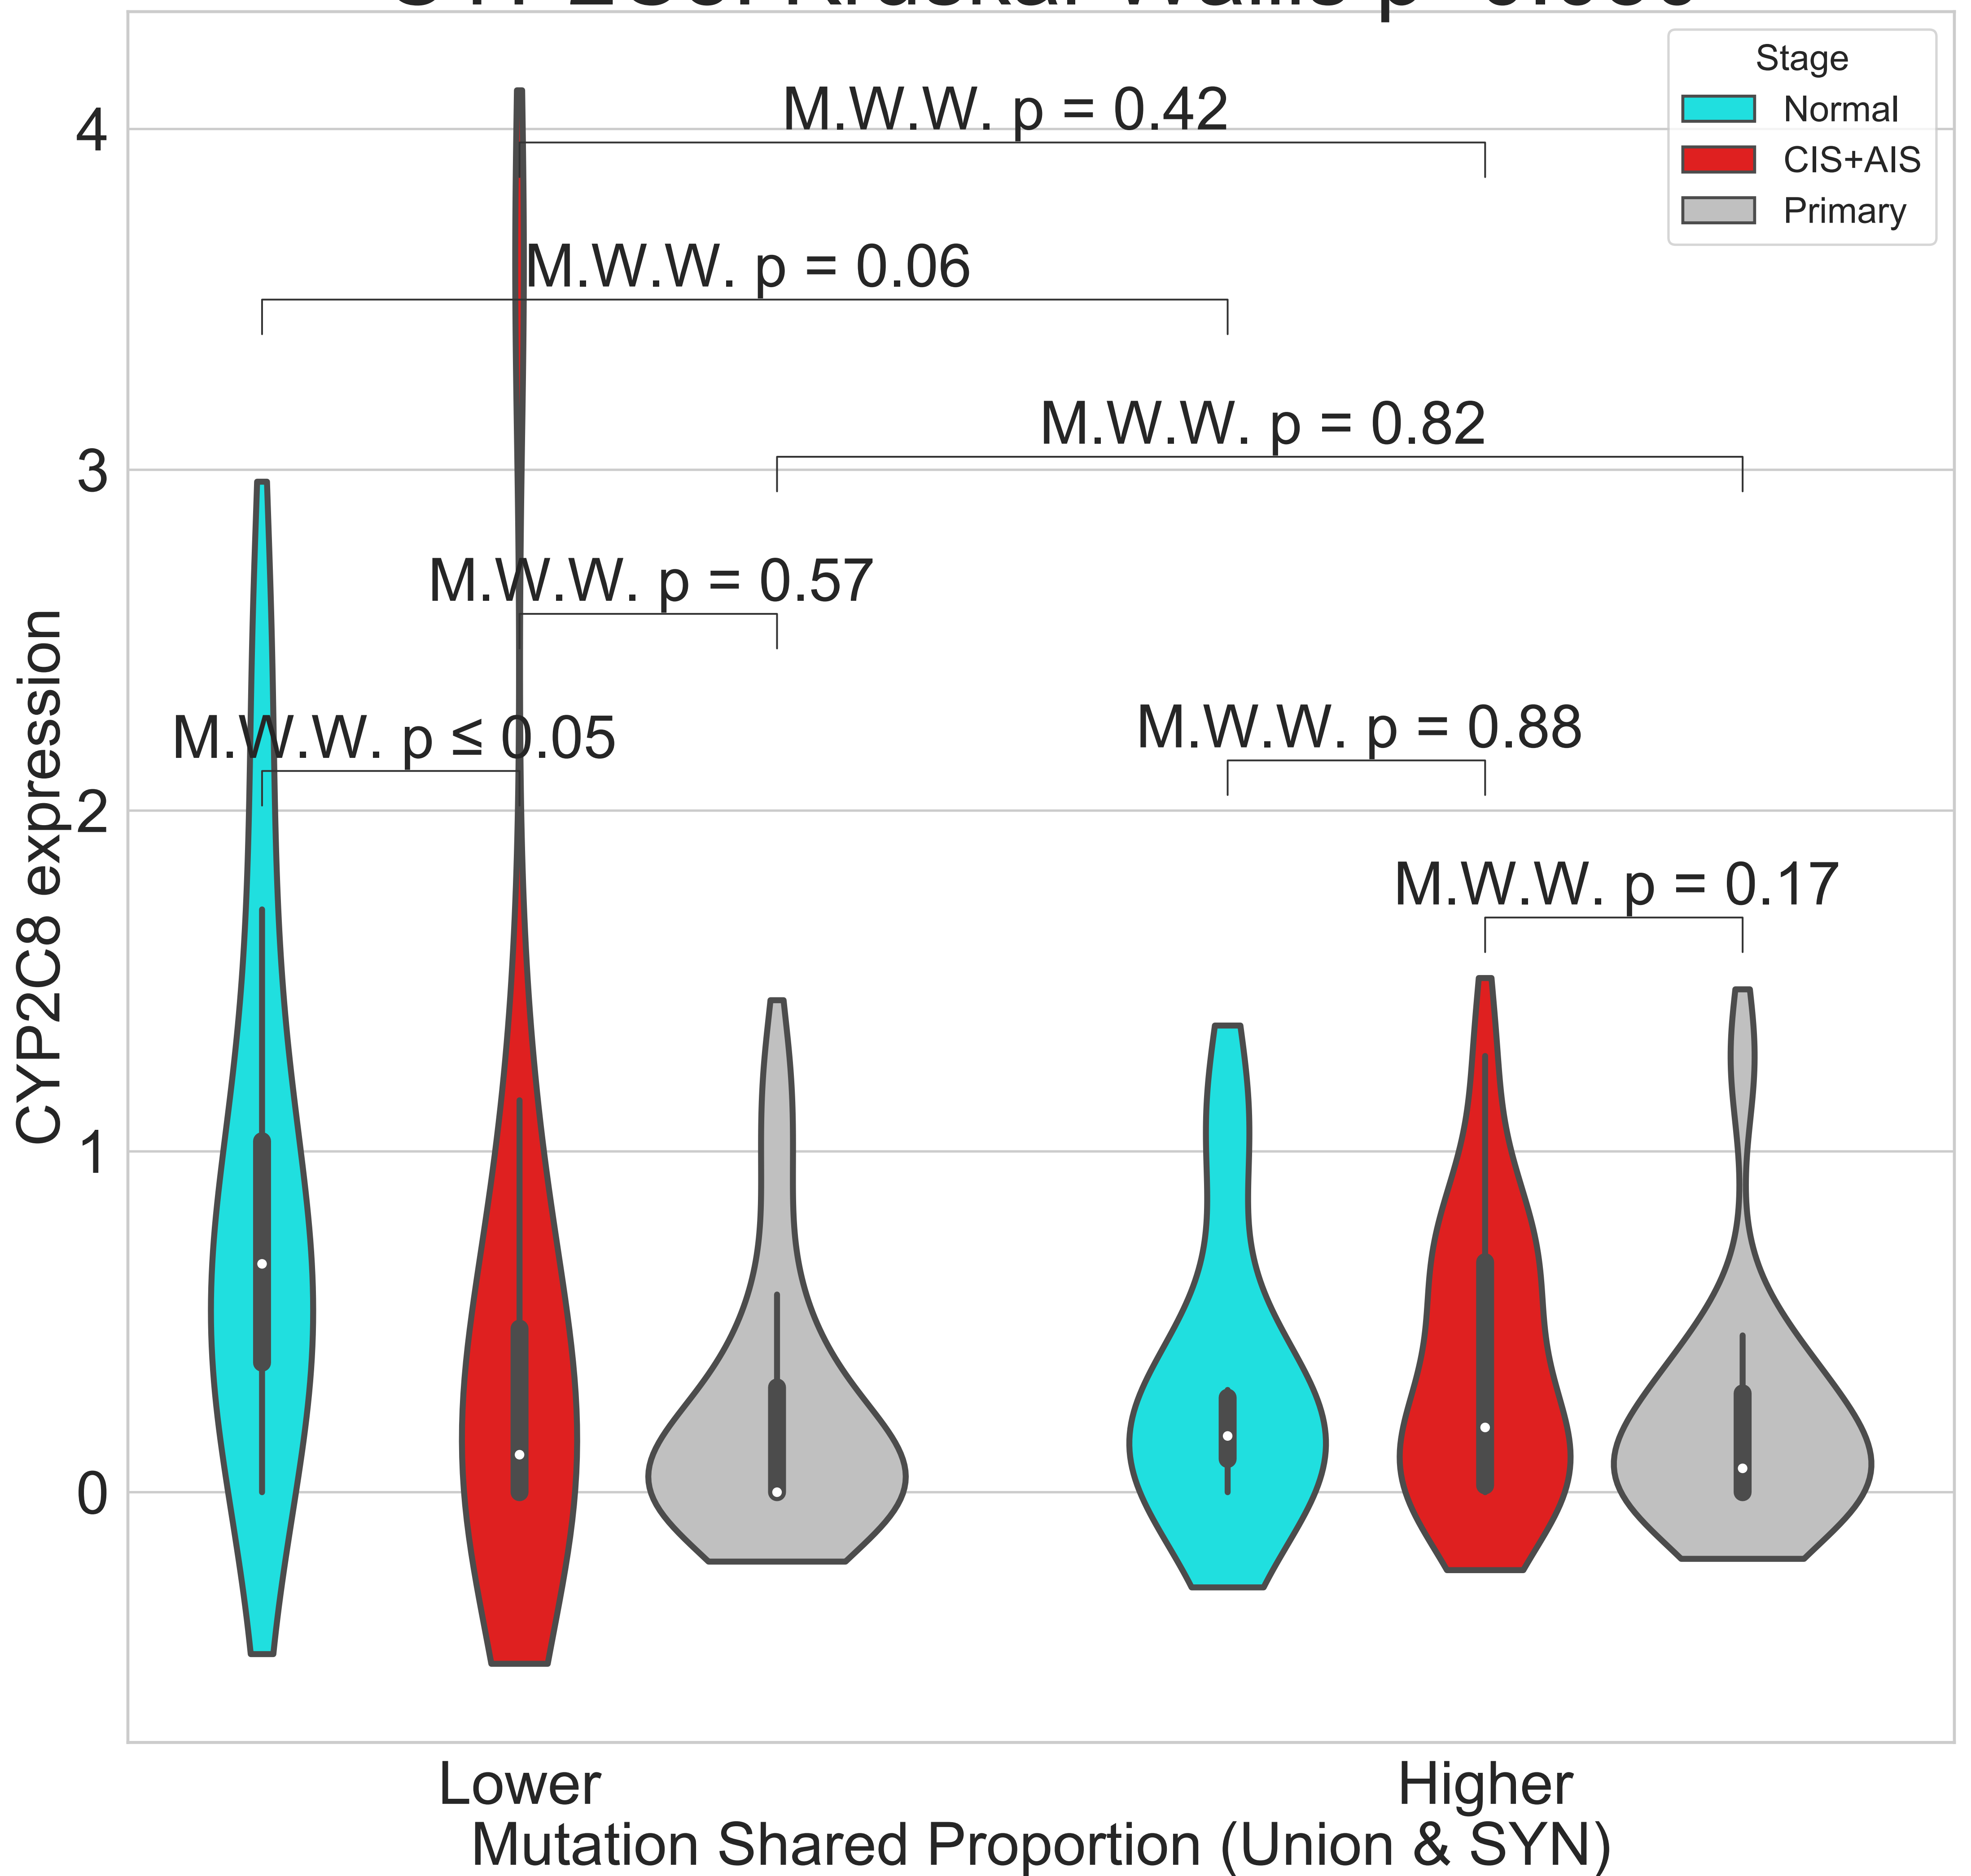 Stage
Normal
CIS+AIS
Primary
M.W.W. p = 0.42
M.W.W. p = 0.06
M.W.W. p = 0.82
M.W.W. p = 0.57
M.W.W. p ≤ 0.05
M.W.W. p = 0.88
M.W.W. p = 0.17
4
3
2
1
0
CYP2C8 expression
Lower
Higher
Mutation Shared Proportion (Union & SYN)